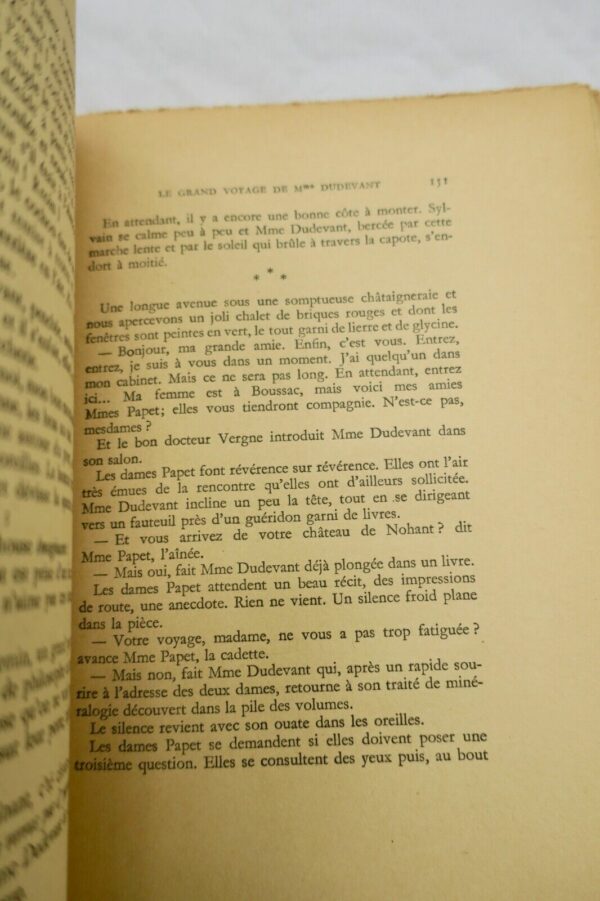 LE GRAND VOYAGE DE Mme DUDEVANT 151
En attendant, il y a encore une bonne côte à monter. Syl-
vain se calme peu à peu et Mme Dudevant, bercée par cette
marche lente et par le soleil qui brûle à travers la capote, s'en-
dort à moitié.
* * *
Une longue avenue sous une somptueuse châtaigneraie et
nous apercevons un joli chalet de briques rouges et dont les
fenêtres sont peintes en vert, le tout garni de lierre et de glycine.
— Bonjour, ma grande amie. Enfin, c'est vous. Entrez,
entrez, je suis à vous dans un moment. J'ai quelqu'un dans
mon cabinet. Mais ce ne sera pas long. En attendant, entrez
ici... Ma femme est à Boussac, mais voici mes amies
Mmes Papet; elles vous tiendront compagnie. N'est-ce pas,
mesdames ?
Et le bon docteur Vergne introduit Mme Dudevant dans
son salon.
Les dames Papet font révérence sur révérence. Elles ont l'air
très émues de la rencontre qu'elles ont d'ailleurs sollicitée.
Mme Dudevant incline un peu la tête, tout en se dirigeant
vers un fauteuil près d'un guéridon garni de livres.
— Et vous arrivez de votre château de Nohant ? dit
Mme Papet, l'aînée.
— Mais oui, fait Mme Dudevant déjà plongée dans un livre.
Les dames Papet attendent un beau récit, des impressions
de route, une anecdote. Rien ne vient. Un silence froid plane
dans la pièce.
— Votre voyage, madame, ne vous a pas trop fatiguée ?
avance Mme Papet, la cadette.
— Mais non, fait Mme Dudevant qui, après un rapide sou-
rire à l'adresse des deux dames, retourne à son traité de miné-
ralogie découvert dans la pile des volumes.
Le silence revient avec son ouate dans les oreilles.
Les dames Papet se demandent si elles doivent poser une
troisième question. Elles se consultent des yeux puis, au bout